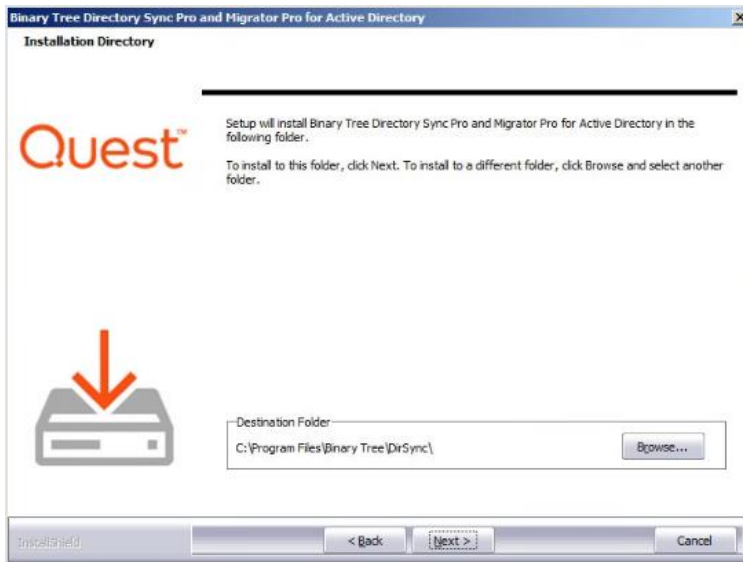 Binary Tree Directory Sync Pro and Migrator Pro for Active Directory
Installation Directory
Quest™
Setup will install Binary Tree Directory Sync Pro and Migrator Pro for Active Directory in the
following folder.
To install to this folder, click Next. To install to a different folder, click Browse and select another
folder.
Destination Folder
C:\Program Files\Binary Tree\DirSync\
Browse...
InstallShield
< Back
Next >
Cancel